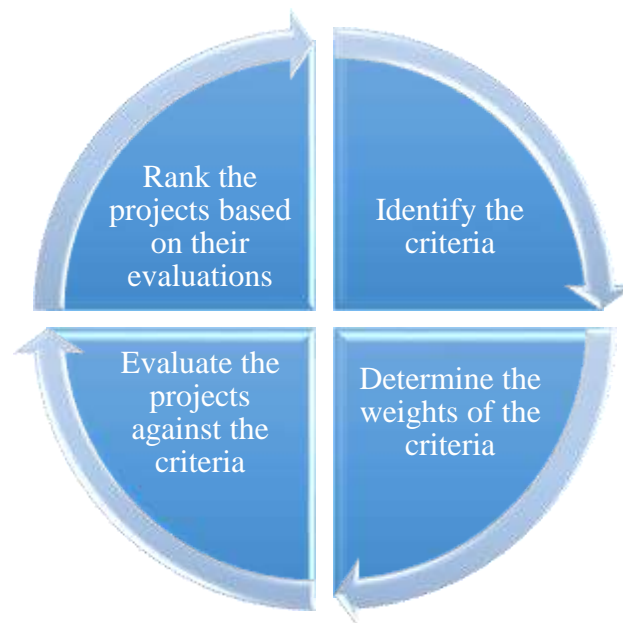 Rank the
projects based
on their
evaluations
Identify the
criteria
Evaluate the
projects
against the
criteria
Determine the
weights of the
criteria